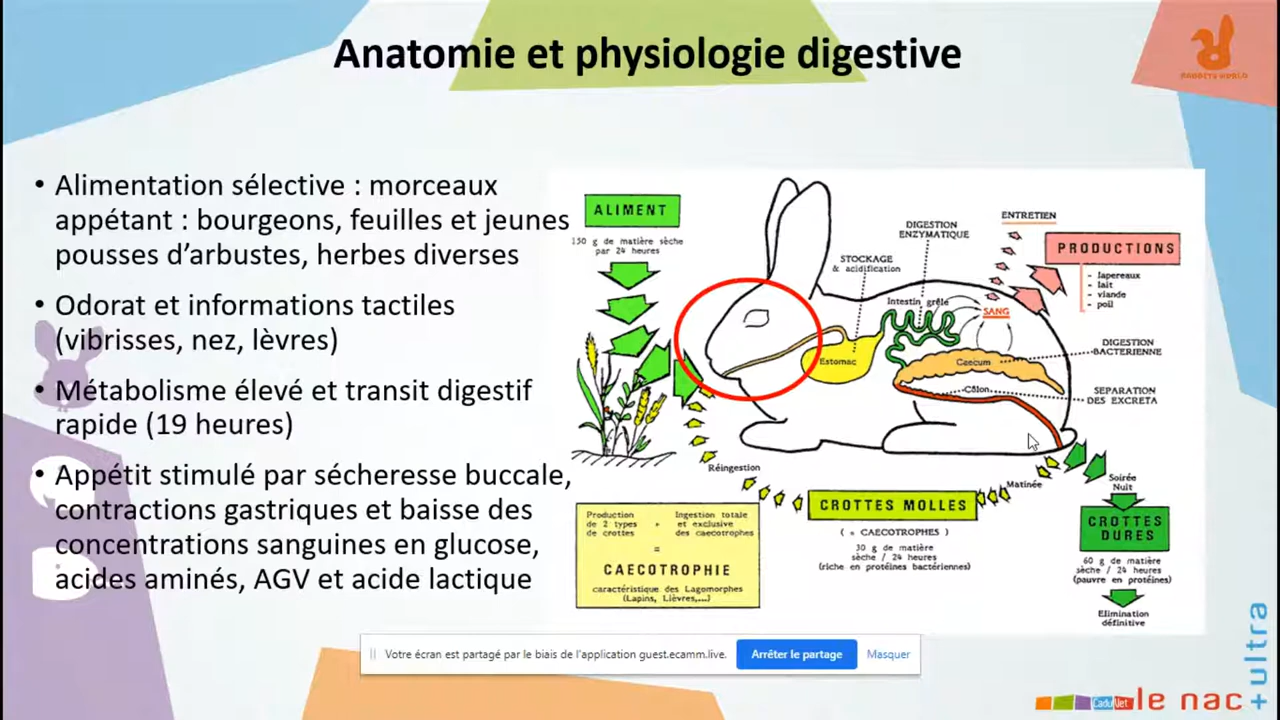 Anatomie et physiologie digestive
RABBITS WORLD
• Alimentation sélective : morceaux
appétant : bourgeons, feuilles et jeunes
pousses d’arbustes, herbes diverses
• Odorat et informations tactiles
(vibrisses, nez, lèvres)
• Métabolisme élevé et transit digestif
rapide (19 heures)
• Appétit stimulé par sécheresse buccale,
contractions gastriques et baisse des
concentrations sanguines en glucose,
acides aminés, AGV et acide lactique
ALIMENT
150 g de matière sèche
par 24 heures
STOCKAGE
& acidification
DIGESTION
ENZYMATIQUE
ENTRETIEN
PRODUCTIONS
- lapereaux
- lait
- viande
- poil
Intestin grêle
SANG
Estomac
Caecum
Côlon
DIGESTION
BACTERIENNE
SEPARATION
DES EXCRETA
Réingestion
Matinée
Soirée
Nuit
CROTTES MOLLES
( = CAECOTROPHES )
30 g de matière
sèche / 24 heures
(riche en protéines bactériennes)
CROTTES
DURES
60 g de matière
sèche / 24 heures
(pauvre en protéines)
Elimination
définitive
Production
de 2 types
de crottes
+
Ingestion totale
et exclusive
des caecotrophes
=
CAECOTROPHIE
caractéristique des Lagomorphes
(Lapins, Lièvres,...)
Votre écran est partagé par le biais de l'application guest.ecamm.live.
Arrêter le partage
Masquer
CaduVet
le nac
+ultra